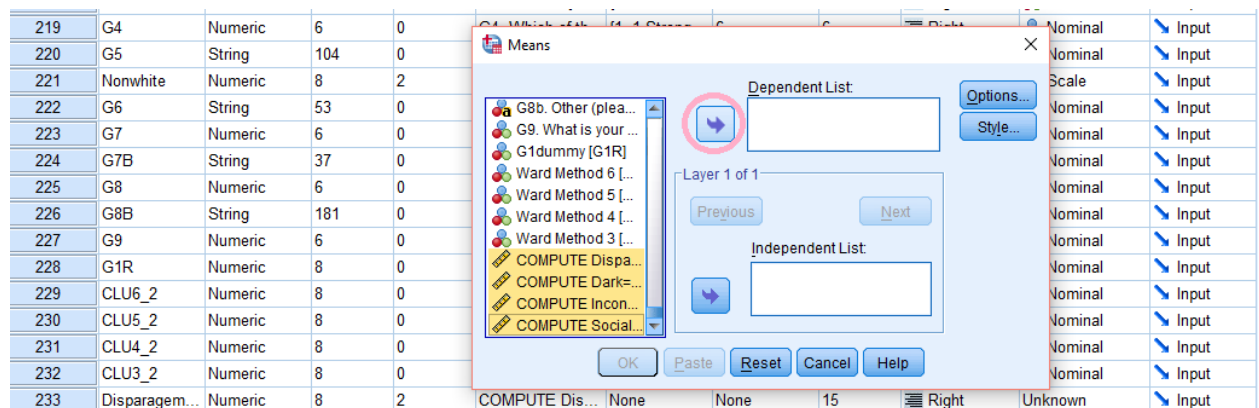 219 G4 Numeric 6 0 Right Nominal Input
Means
220 G5 String 104 0 Nominal Input
221 Nonwhite Numeric 8 2 Scale Input
222 G6 String 53 0 Nominal Input
223 G7 Numeric 6 0 Nominal Input
224 G7B String 37 0 Nominal Input
225 G8 Numeric 6 0 Nominal Input
226 G8B String 181 0 Nominal Input
227 G9 Numeric 6 0 Nominal Input
228 G1R Numeric 8 0 Nominal Input
229 CLU6_2 Numeric 8 0 Nominal Input
230 CLU5_2 Numeric 8 0 Nominal Input
231 CLU4_2 Numeric 8 0 Nominal Input
232 CLU3_2 Numeric 8 0 Nominal Input
233 Disparagem... Numeric 8 2 COMPUTE Dis... None None 15 Right Unknown Input
G8b. Other (plea...
G9. What is your ...
G1dummy [G1R]
Ward Method 6 [...
Ward Method 5 [...
Ward Method 4 [...
Ward Method 3 [...
COMPUTE Dispa...
COMPUTE Dark=...
COMPUTE Incon...
COMPUTE Social...
Dependent List:
Options...
Style...
Layer 1 of 1
Previous Next
Independent List:
OK Paste Reset Cancel Help